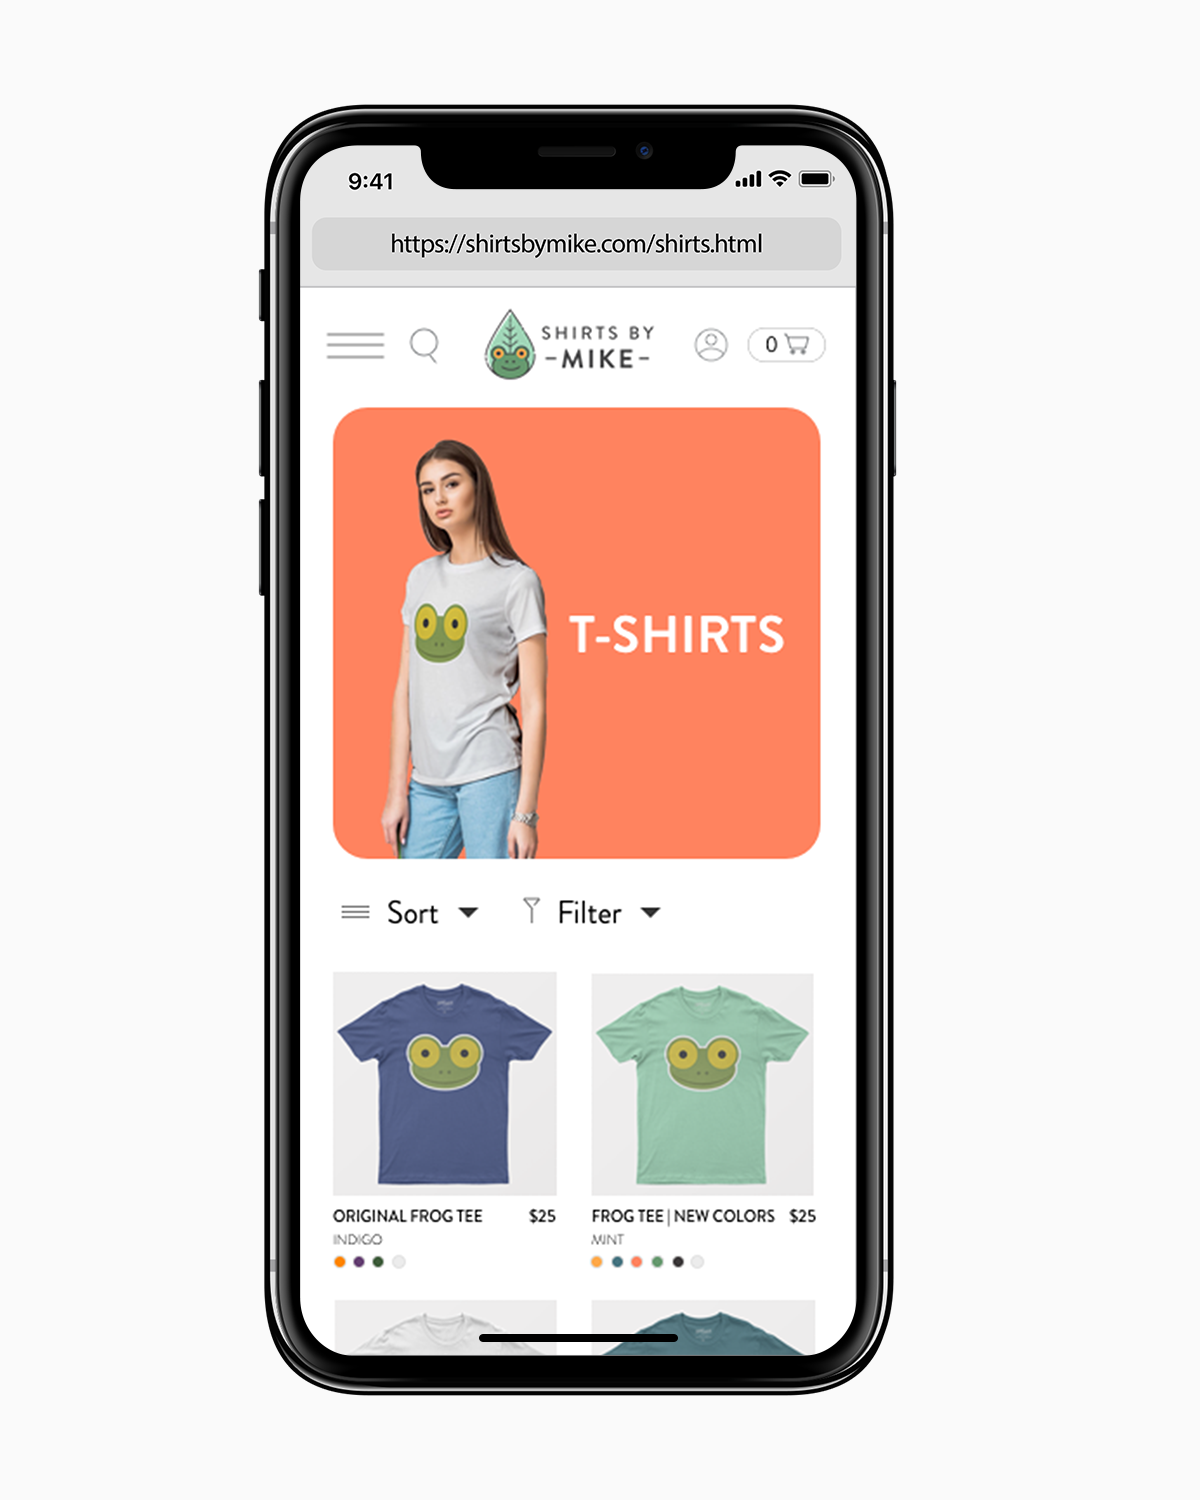 9:41
https://shirtsbymike.com/shirts.html
SHIRTS BY
-MIKE-
0
T-SHIRTS
Sort
Filter
ORIGINAL FROG TEE $25
INDIGO
FROG TEE | NEW COLORS $25
MINT